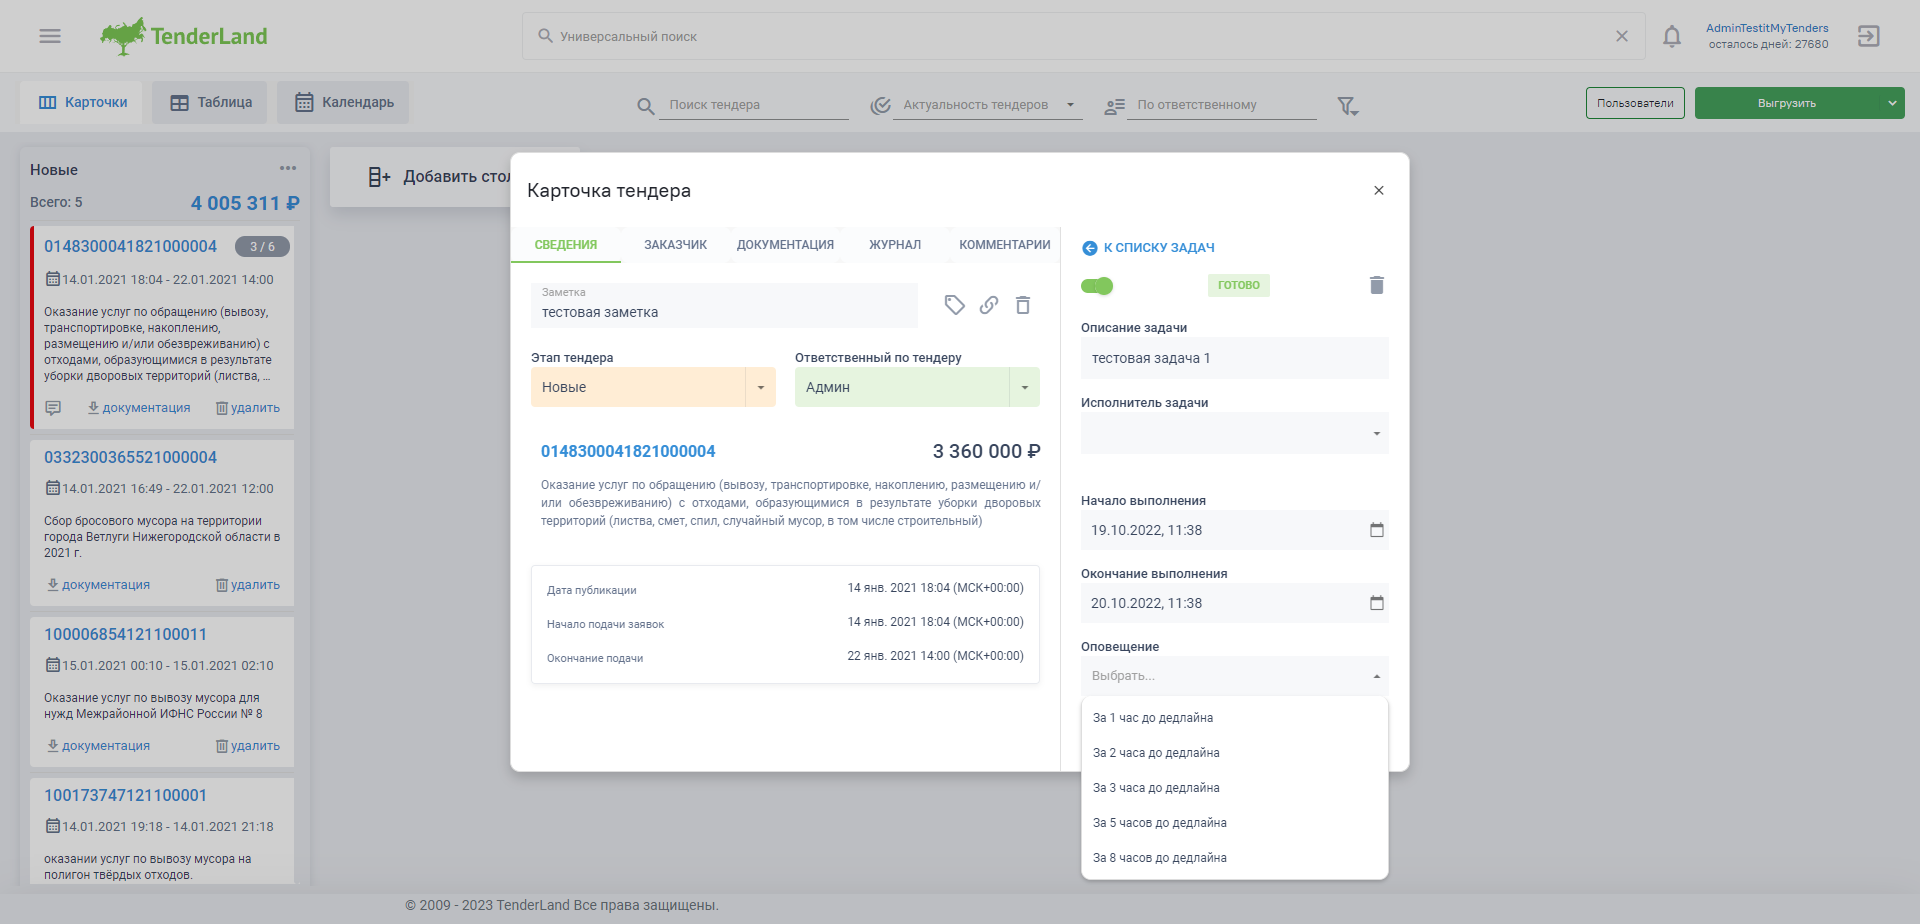 TenderLand
Универсальный поиск
AdminTestitMyTenders
осталось дней: 27680
Карточки
Таблица
Календарь
Поиск тендера
Актуальность тендеров
По ответственному
Пользователи
Выгрузить
Новые
Всего: 5
4 005 311 ₽
0148300041821000004
3 / 6
14.01.2021 18:04 - 22.01.2021 14:00
Оказание услуг по обращению (вывозу,
транспортировке, накоплению,
размещению и/или обезвреживанию) с
отходами, образующимися в результате
уборки дворовых территорий (листва, ...
документация
удалить
0332300365521000004
14.01.2021 16:49 - 22.01.2021 12:00
Сбор бросового мусора на территории
города Ветлуги Нижегородской области в
2021 г.
документация
удалить
100006854121100011
15.01.2021 00:10 - 15.01.2021 02:10
Оказание услуг по вывозу мусора для
нужд Межрайонной ИФНС России № 8
документация
удалить
100173747121100001
14.01.2021 19:18 - 14.01.2021 21:18
оказании услуг по вывозу мусора на
полигон твёрдых отходов.
Добавить стол
Карточка тендера
СВЕДЕНИЯ
ЗАКАЗЧИК
ДОКУМЕНТАЦИЯ
ЖУРНАЛ
КОММЕНТАРИИ
Заметка
тестовая заметка
Этап тендера
Новые
Ответственный по тендеру
Админ
0148300041821000004
3 360 000 ₽
Оказание услуг по обращению (вывозу, транспортировке, накоплению, размещению и/
или обезвреживанию) с отходами, образующимися в результате уборки дворовых
территорий (листва, смет, спил, случайный мусор, в том числе строительный)
Дата публикации
14 янв. 2021 18:04 (МСК+00:00)
Начало подачи заявок
14 янв. 2021 18:04 (МСК+00:00)
Окончание подачи
22 янв. 2021 14:00 (МСК+00:00)
К СПИСКУ ЗАДАЧ
ГОТОВО
Описание задачи
тестовая задача 1
Исполнитель задачи
Начало выполнения
19.10.2022, 11:38
Окончание выполнения
20.10.2022, 11:38
Оповещение
Выбрать...
За 1 час до дедлайна
За 2 часа до дедлайна
За 3 часа до дедлайна
За 5 часов до дедлайна
За 8 часов до дедлайна
© 2009 - 2023 TenderLand Все права защищены.